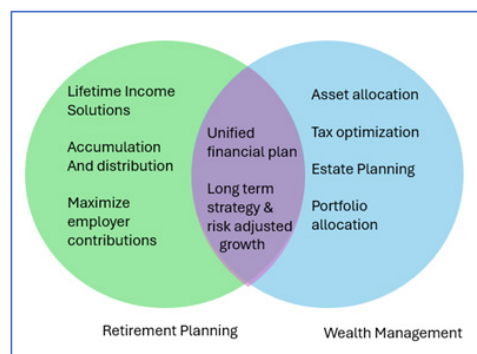 Lifetime Income
Solutions
Accumulation
And distribution
Maximize
employer
contributions
Unified
financial plan
Long term
strategy &
risk adjusted
growth
Asset allocation
Tax optimization
Estate Planning
Portfolio
allocation
Retirement Planning
Wealth Management